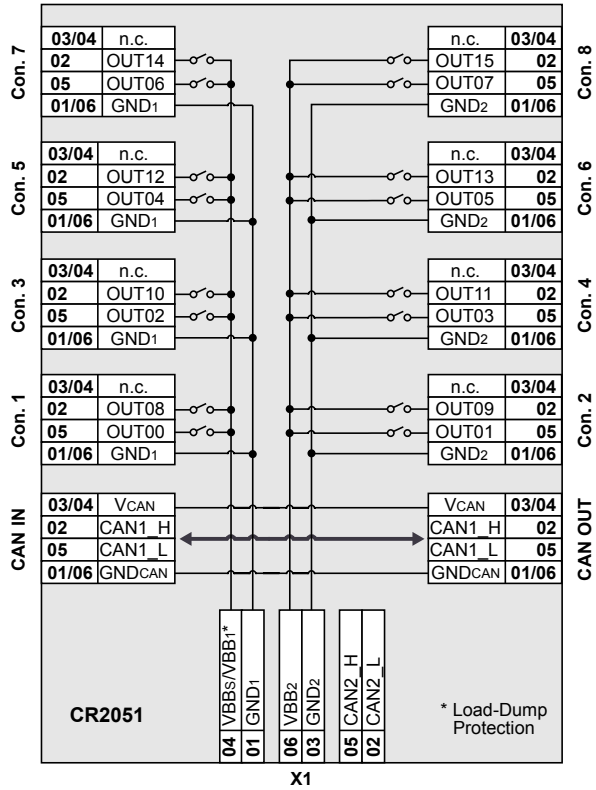 Con. 7
03/04 n.c.
02 OUT14
05 OUT06
01/06 GND1
n.c. 03/04
OUT15 02
OUT07 05
GND2 01/06
Con. 8
Con. 5
03/04 n.c.
02 OUT12
05 OUT04
01/06 GND1
n.c. 03/04
OUT13 02
OUT05 05
GND2 01/06
Con. 6
Con. 3
03/04 n.c.
02 OUT10
05 OUT02
01/06 GND1
n.c. 03/04
OUT11 02
OUT03 05
GND2 01/06
Con. 4
Con. 1
03/04 n.c.
02 OUT08
05 OUT00
01/06 GND1
n.c. 03/04
OUT09 02
OUT01 05
GND2 01/06
Con. 2
CAN IN
03/04 VCAN
02 CAN1_H
05 CAN1_L
01/06 GNDCAN
VCAN 03/04
CAN1_H 02
CAN1_L 05
GNDCAN 01/06
CAN OUT
CR2051
04 VBBS/VBB1*
01 GND1
06 VBB2
03 GND2
05 CAN2_H
02 CAN2_L
* Load-Dump
Protection
X1